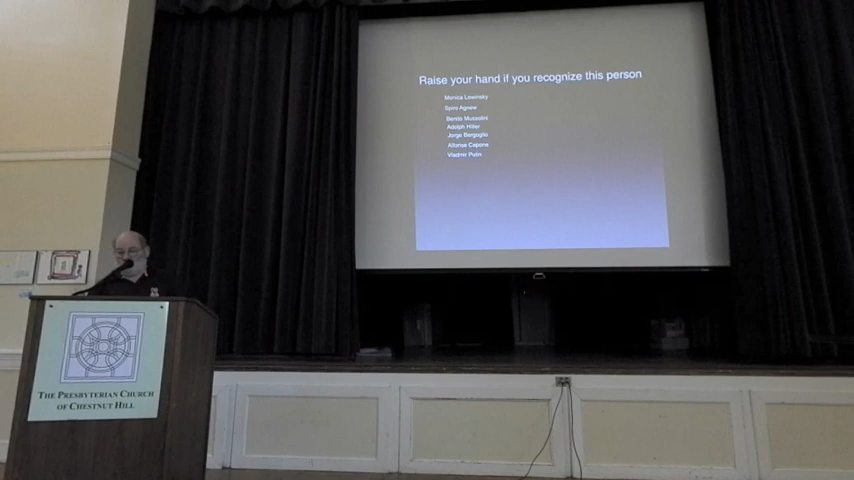 Raise your hand if you recognize this person
Monica Lewinsky
Spiro Agnew
Benito Mussolini
Adolph Hitler
Jorge Bergoglio
Alfonse Capone
Vladmir Putin
THE PRESBYTERIAN CHURCH
OF CHESTNUT HILL